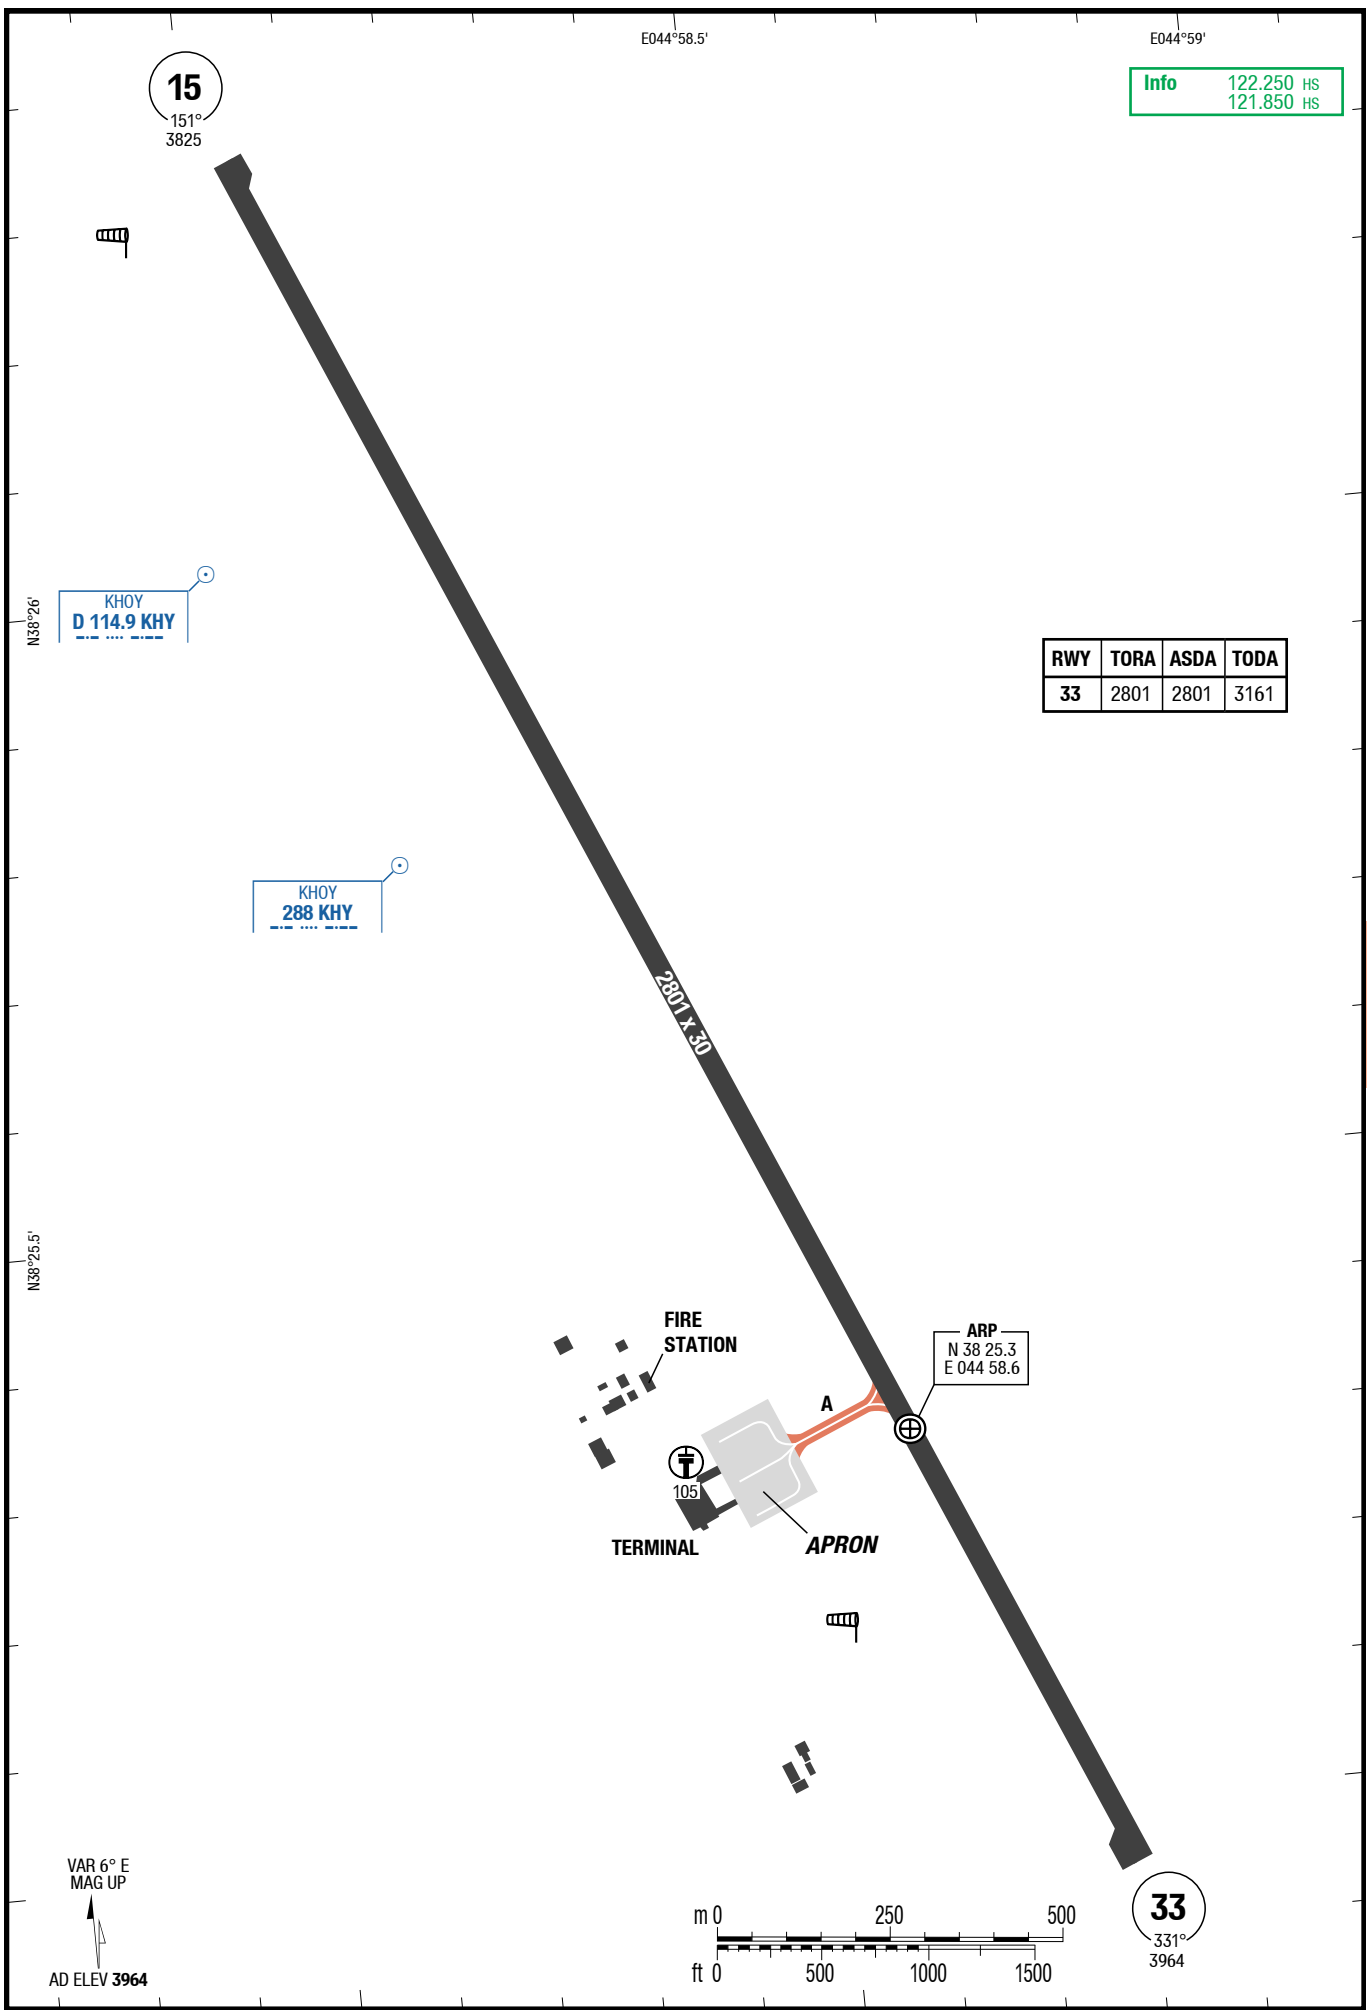 E044°58.5'
E044°59'
15
151°
3825
Info 122.250 HS
121.850 HS
N38°26'
KHOY
D 114.9 KHY
KHOY
288 KHY
RWY TORA ASDA TODA
33 2801 2801 3161
2801 x 30
N38°25.5'
FIRE
STATION
ARP
N 38 25.3
E 044 58.6
A
105
TERMINAL
APRON
VAR 6° E
MAG UP
AD ELEV 3964
m 0 250 500
ft 0 500 1000 1500
33
331°
3964